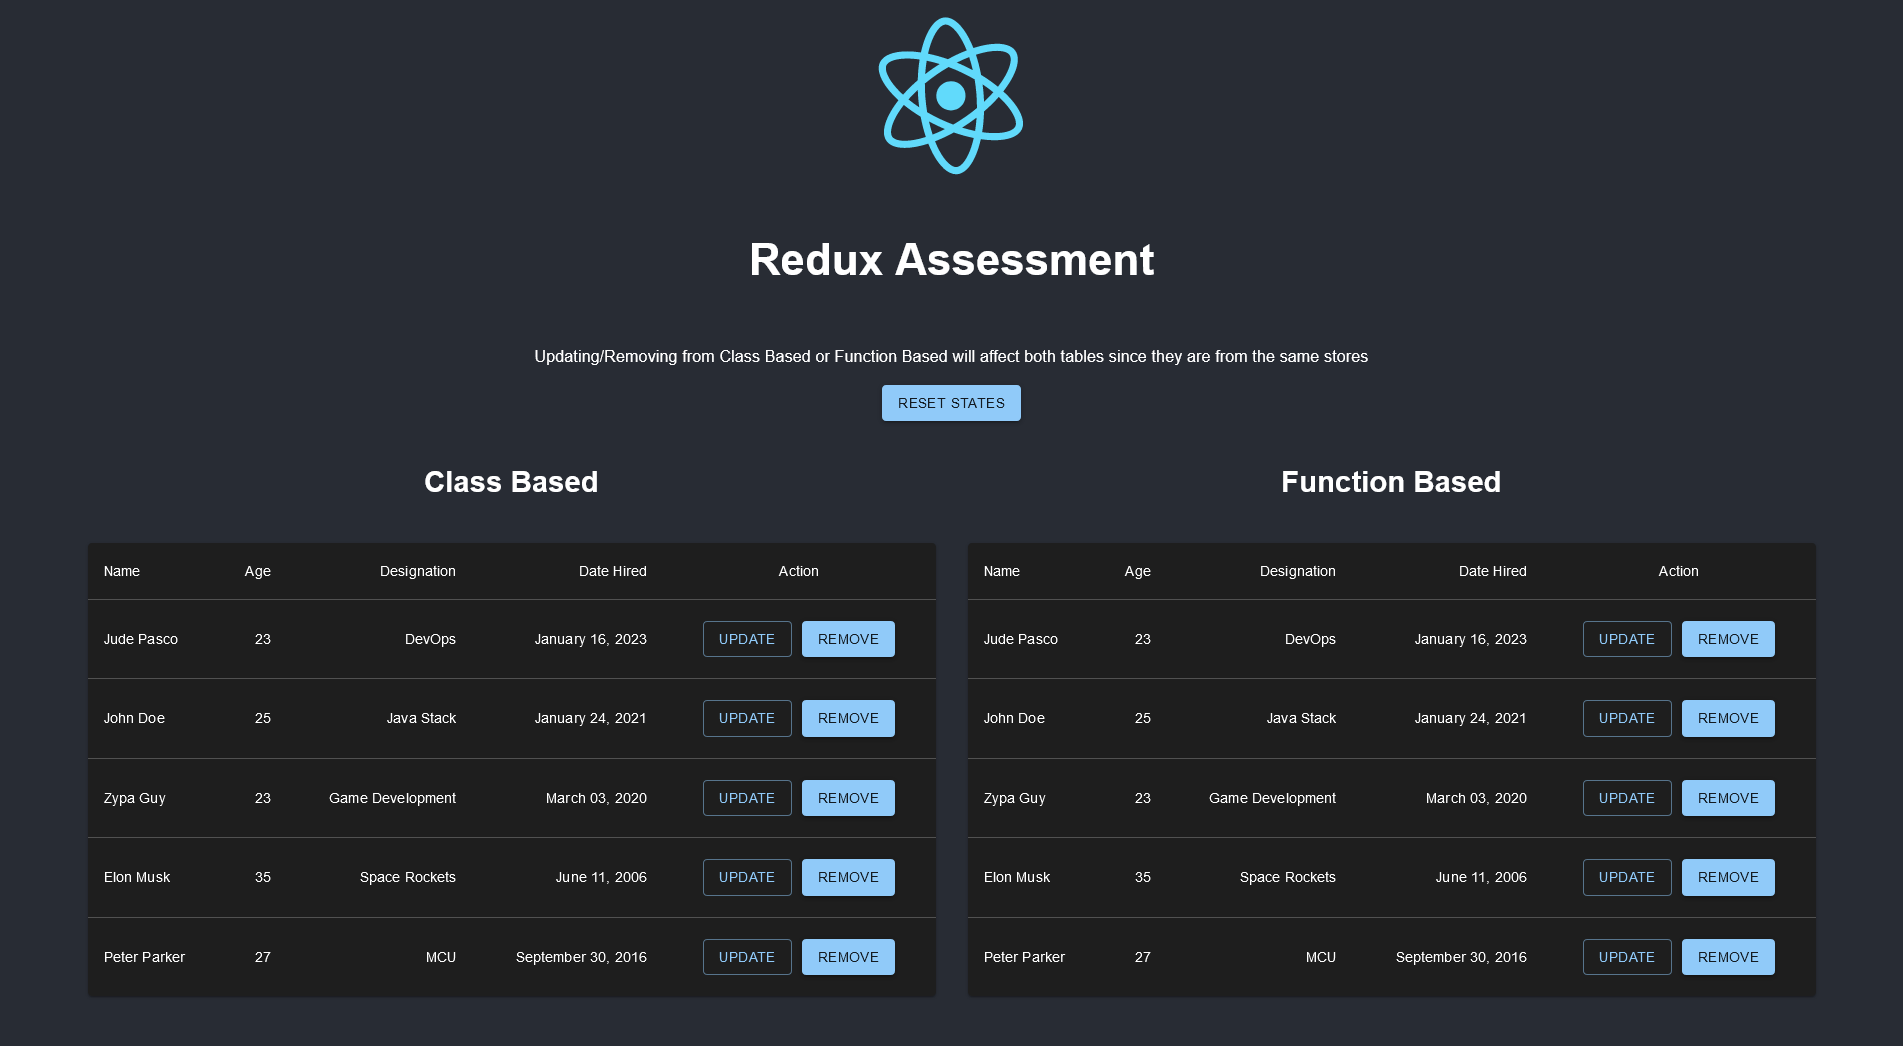 Redux Assessment
Updating/Removing from Class Based or Function Based will affect both tables since they are from the same stores
RESET STATES
Class Based
Name Age Designation Date Hired Action
Jude Pasco 23 DevOps January 16, 2023 UPDATE REMOVE
John Doe 25 Java Stack January 24, 2021 UPDATE REMOVE
Zypa Guy 23 Game Development March 03, 2020 UPDATE REMOVE
Elon Musk 35 Space Rockets June 11, 2006 UPDATE REMOVE
Peter Parker 27 MCU September 30, 2016 UPDATE REMOVE
Function Based
Name Age Designation Date Hired Action
Jude Pasco 23 DevOps January 16, 2023 UPDATE REMOVE
John Doe 25 Java Stack January 24, 2021 UPDATE REMOVE
Zypa Guy 23 Game Development March 03, 2020 UPDATE REMOVE
Elon Musk 35 Space Rockets June 11, 2006 UPDATE REMOVE
Peter Parker 27 MCU September 30, 2016 UPDATE REMOVE